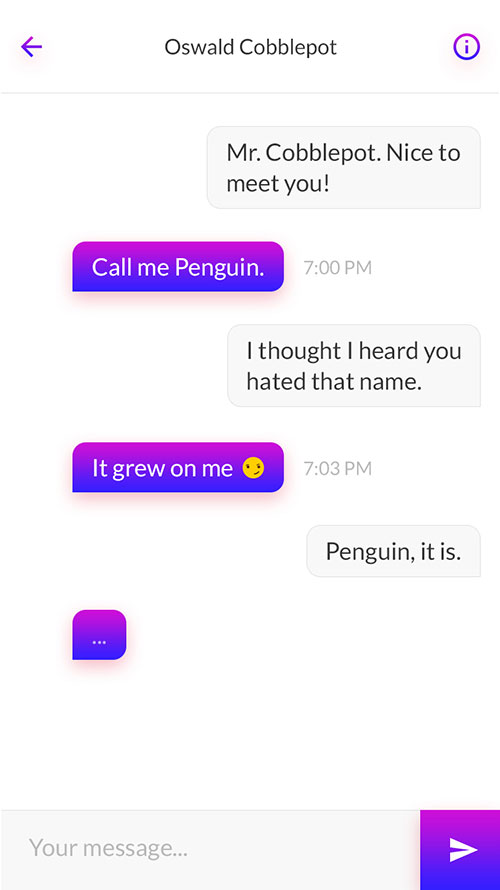 Oswald Cobblepot
Mr. Cobblepot. Nice to
meet you!
Call me Penguin. 7:00 PM
I thought I heard you
hated that name.
It grew on me 😏 7:03 PM
Penguin, it is.
...
Your message...